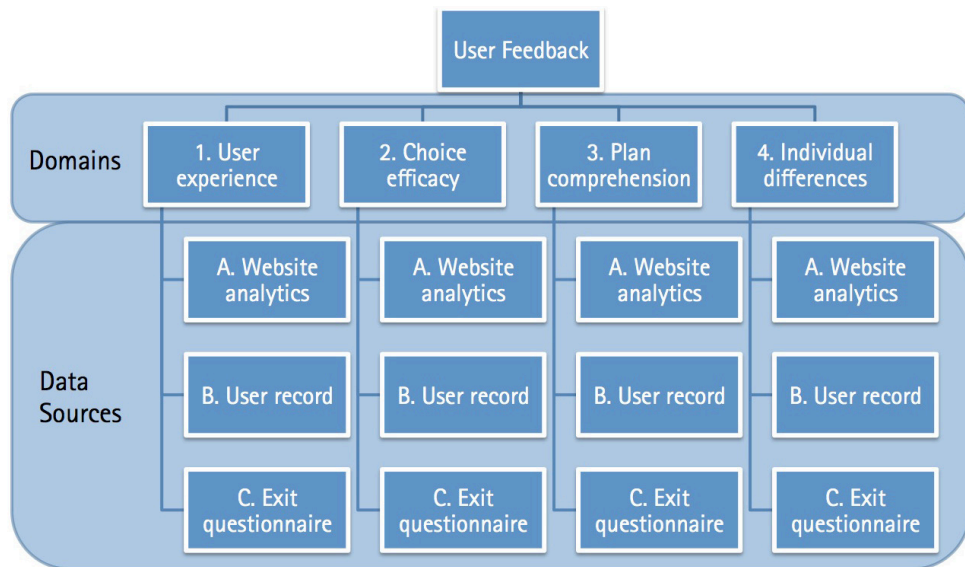 User Feedback
Domains
1. User
experience
2. Choice
efficacy
3. Plan
comprehension
4. Individual
differences
Data
Sources
A. Website
analytics
A. Website
analytics
A. Website
analytics
A. Website
analytics
B. User record
B. User record
B. User record
B. User record
C. Exit
questionnaire
C. Exit
questionnaire
C. Exit
questionnaire
C. Exit
questionnaire